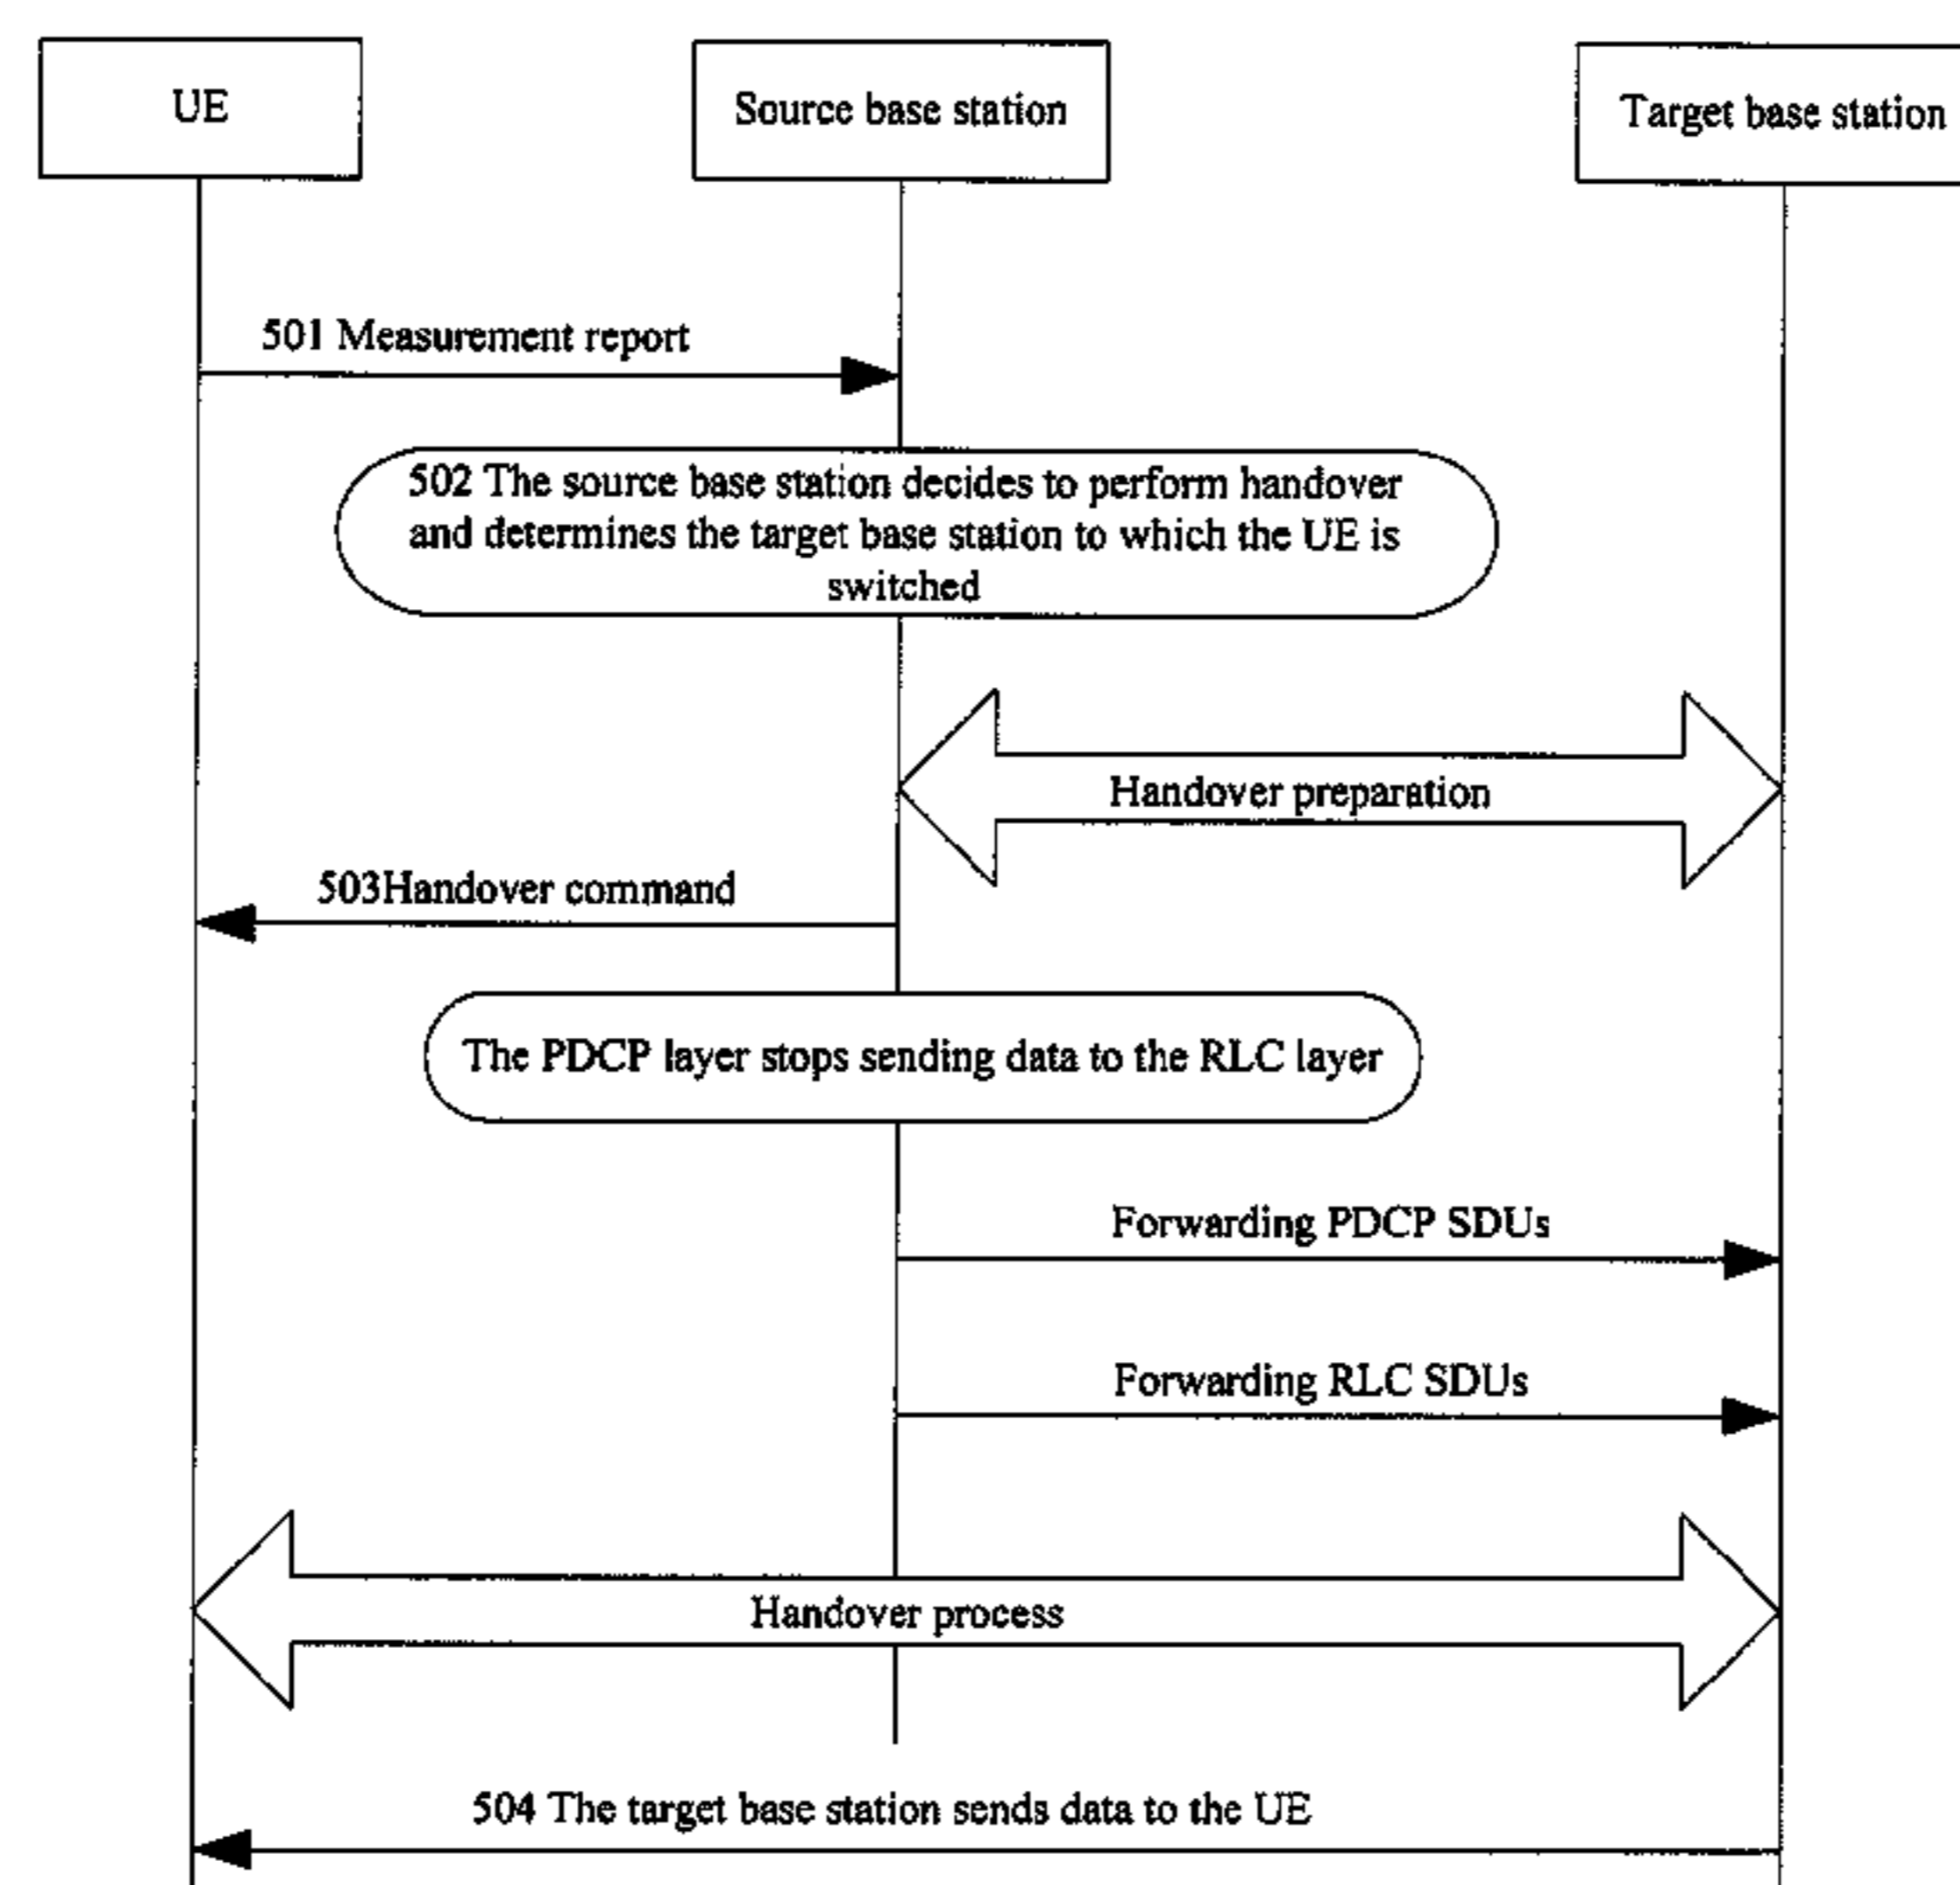 UE
Source base station
Target base station
501 Measurement report
502 The source base station decides to perform handover
and determines the target base station to which the UE is
switched
Handover preparation
503Handover command
The PDCP layer stops sending data to the RLC layer
Forwarding PDCP SDUs
Forwarding RLC SDUs
Handover process
504 The target base station sends data to the UE